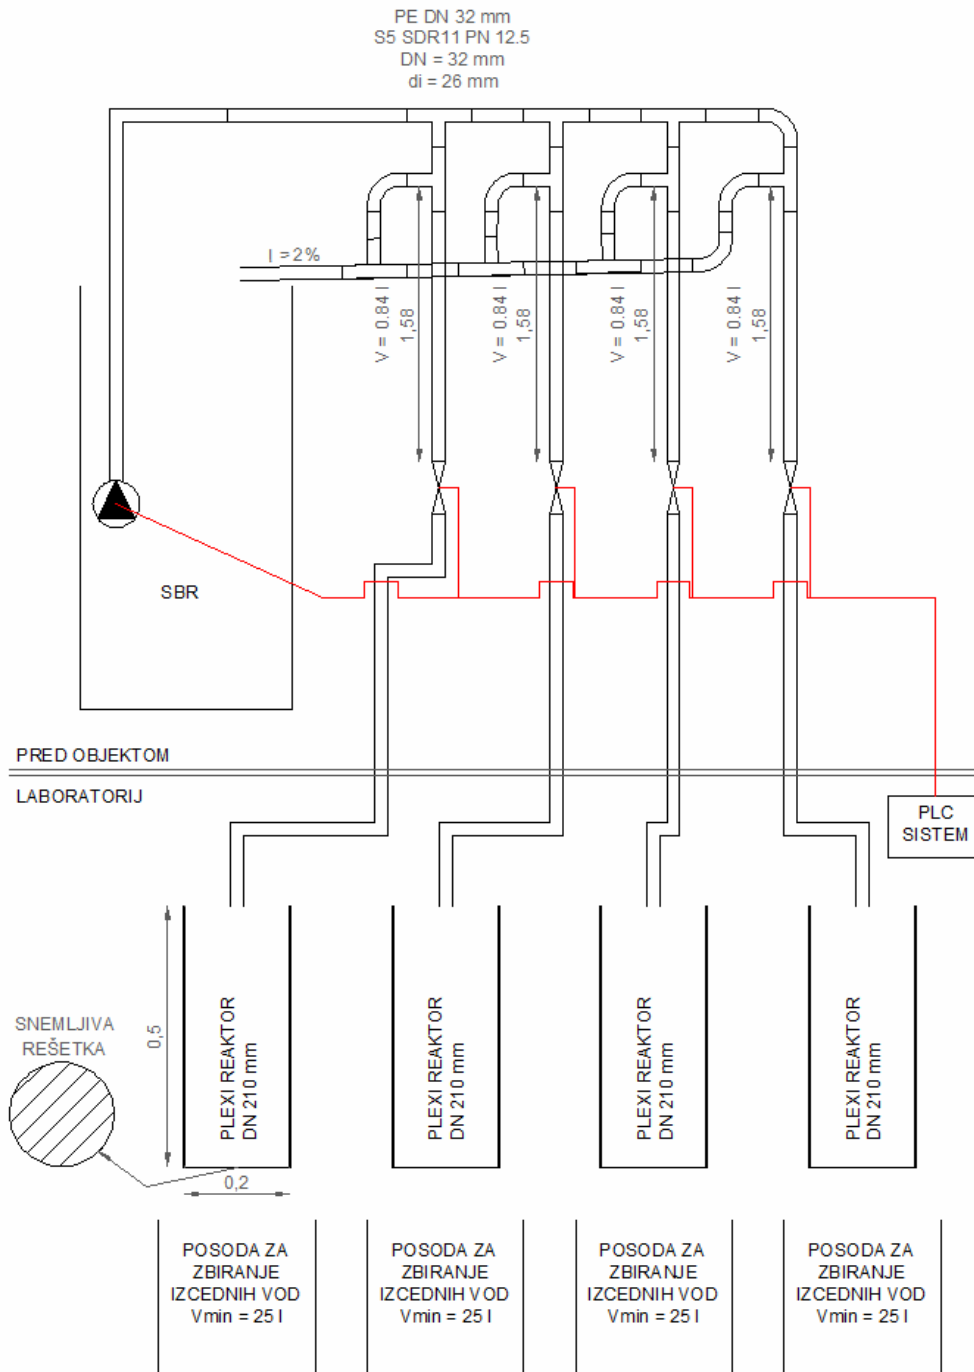 PE DN 32 mm
S5 SDR11 PN 12.5
DN = 32 mm
di = 26 mm
I = 2%
V = 0.84 l
1,58
V = 0.84 l
1,58
V = 0.84 l
1,58
V = 0.84 l
1,58
SBR
PRED OBJEKTOM
LABORATORIJ
PLC
SISTEM
SNEMLJIVA
REŠETKA
0,5
PLEXI REAKTOR
DN 210 mm
PLEXI REAKTOR
DN 210 mm
PLEXI REAKTOR
DN 210 mm
PLEXI REAKTOR
DN 210 mm
0,2
POSODA ZA
ZBIRANJE
IZCEDNIH VOD
Vmin = 25 l
POSODA ZA
ZBIRANJE
IZCEDNIH VOD
Vmin = 25 l
POSODA ZA
ZBIRANJE
IZCEDNIH VOD
Vmin = 25 l
POSODA ZA
ZBIRANJE
IZCEDNIH VOD
Vmin = 25 l